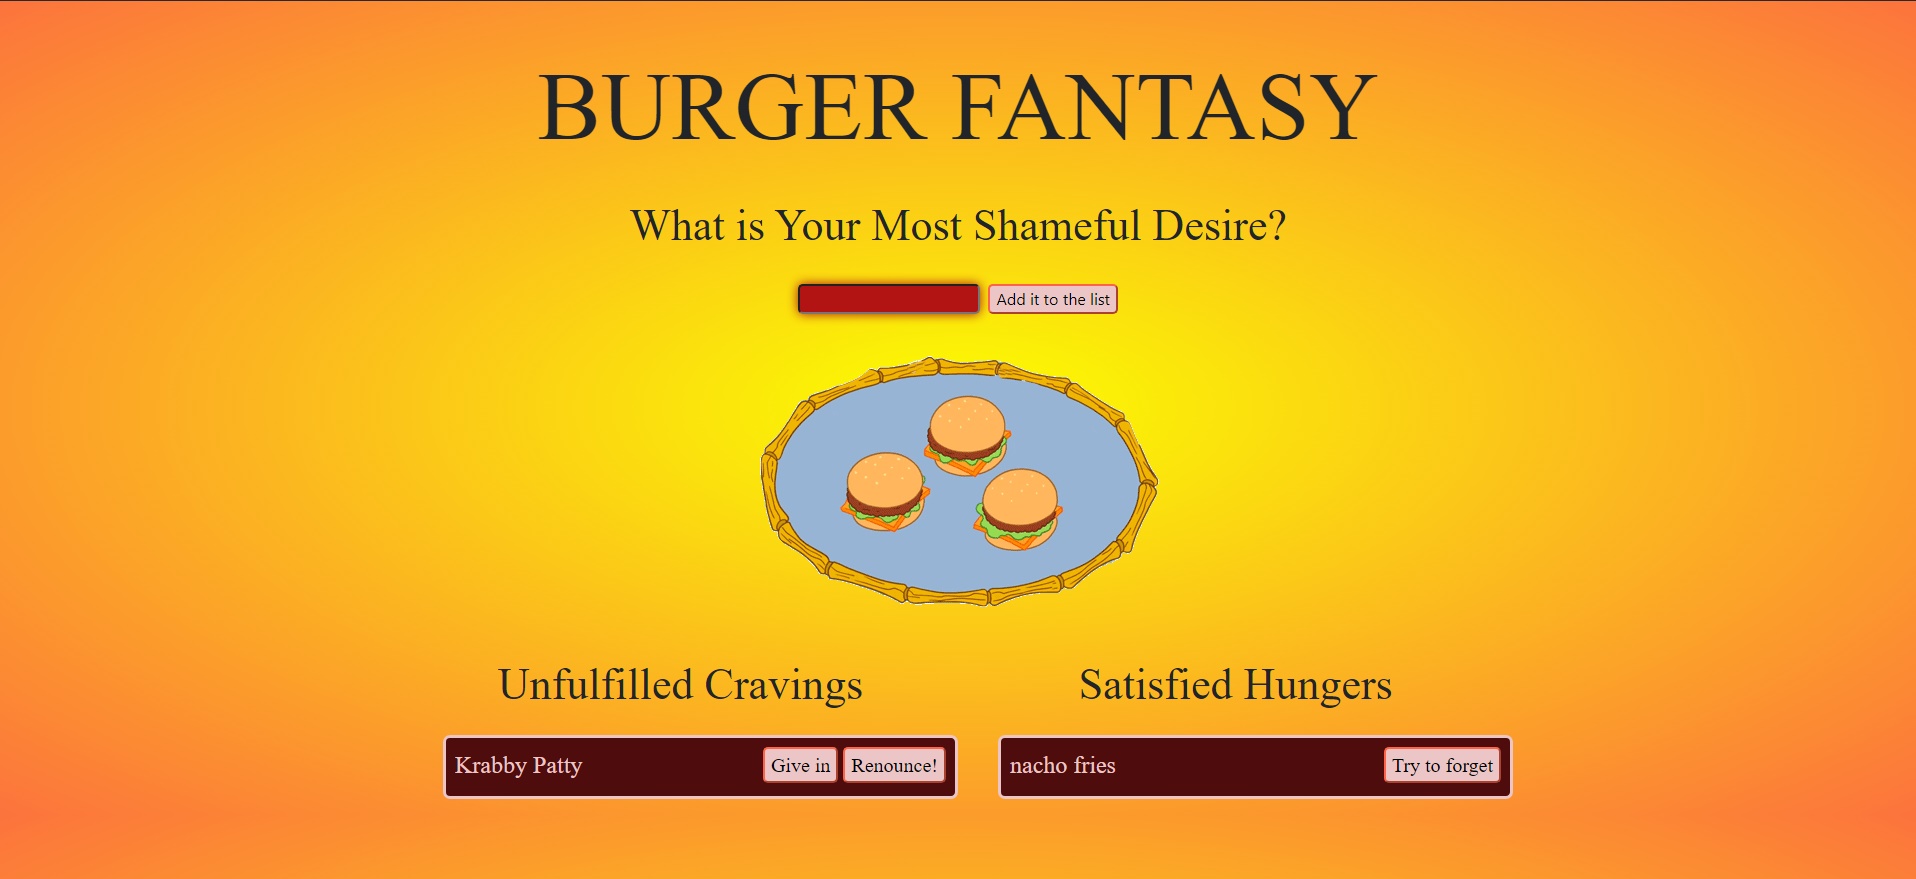 BURGER FANTASY
What is Your Most Shameful Desire?
Add it to the list
Unfulfilled Cravings
Satisfied Hungers
Krabby Patty Give in Renounce!
nacho fries Try to forget